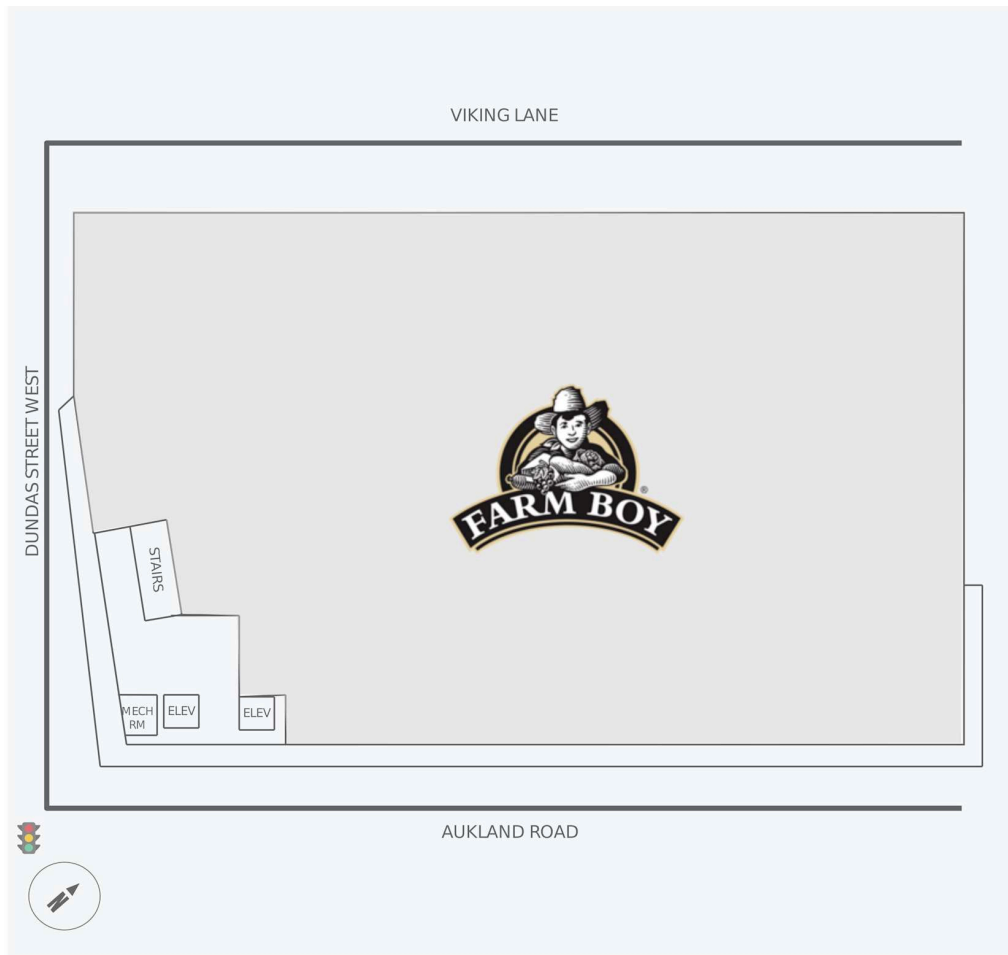 VIKING LANE
DUNDAS STREET WEST
FARM BOY
®
STAIRS
MECH
RM
ELEV
ELEV
AUKLAND ROAD
N